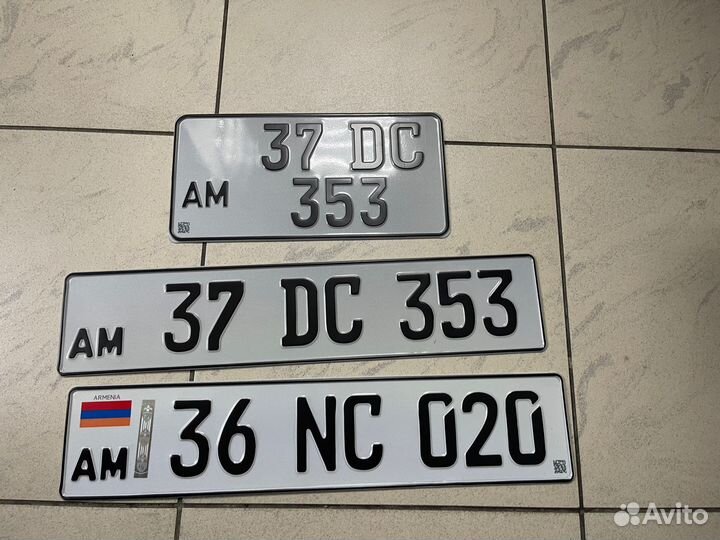 37 DC
AM 353
AM 37 DC 353
ARMENIA
AM 36 NC 020
Avito